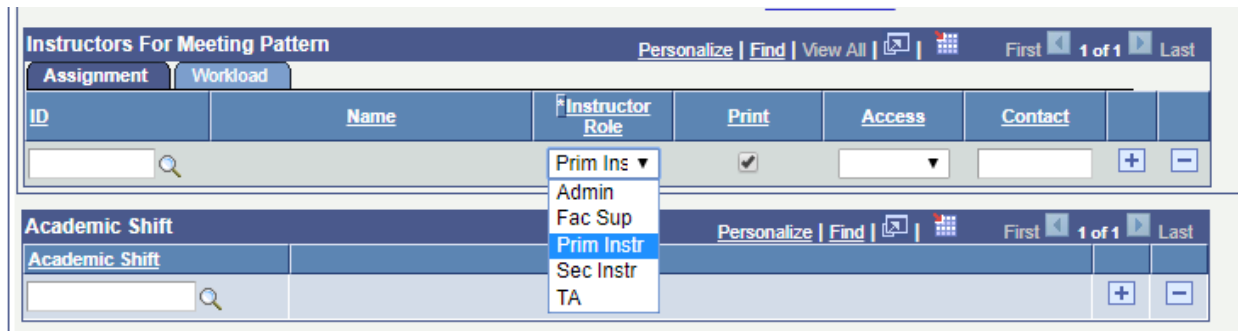 Instructors For Meeting Pattern Personalize | Find | View All | | First 1 of 1 Last
Assignment Workload
ID Name *Instructor Role Print Access Contact
Prim Ins
Admin
Fac Sup
Prim Instr
Sec Instr
TA
Academic Shift Personalize | Find | | First 1 of 1 Last
Academic Shift